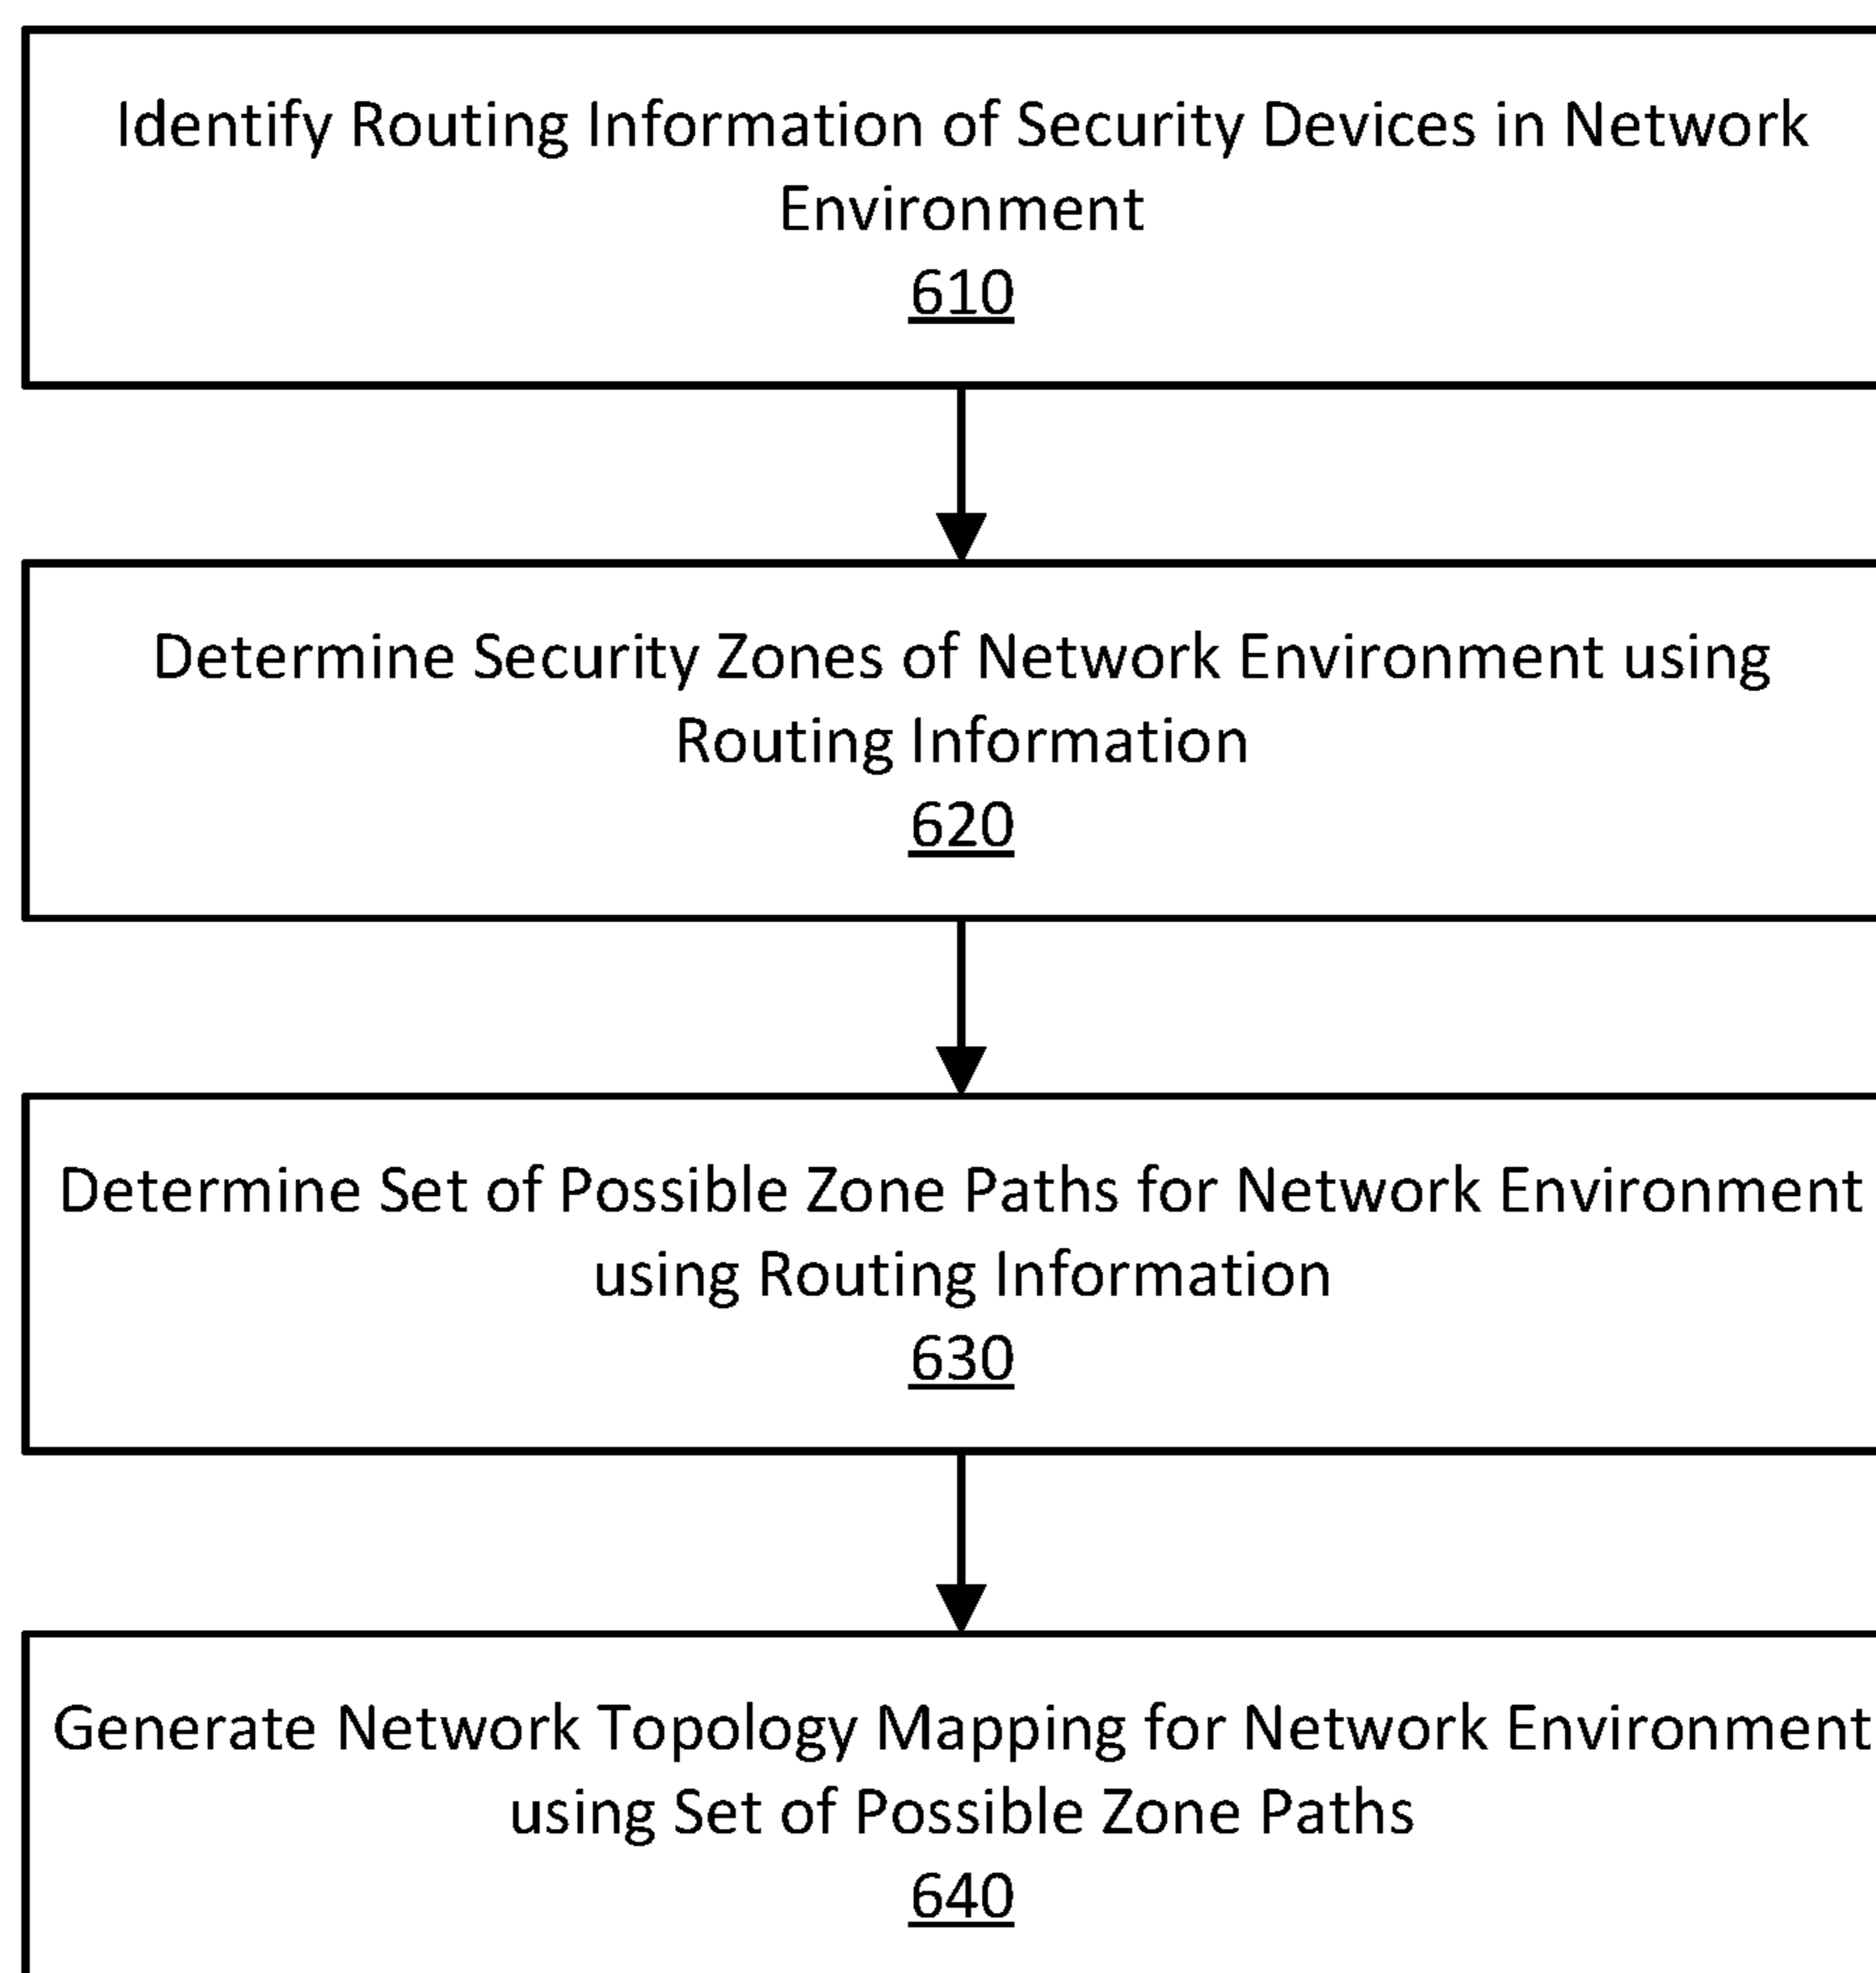 Identify Routing Information of Security Devices in Network
Environment
610
Determine Security Zones of Network Environment using
Routing Information
620
Determine Set of Possible Zone Paths for Network Environment
using Routing Information
630
Generate Network Topology Mapping for Network Environment
using Set of Possible Zone Paths
640